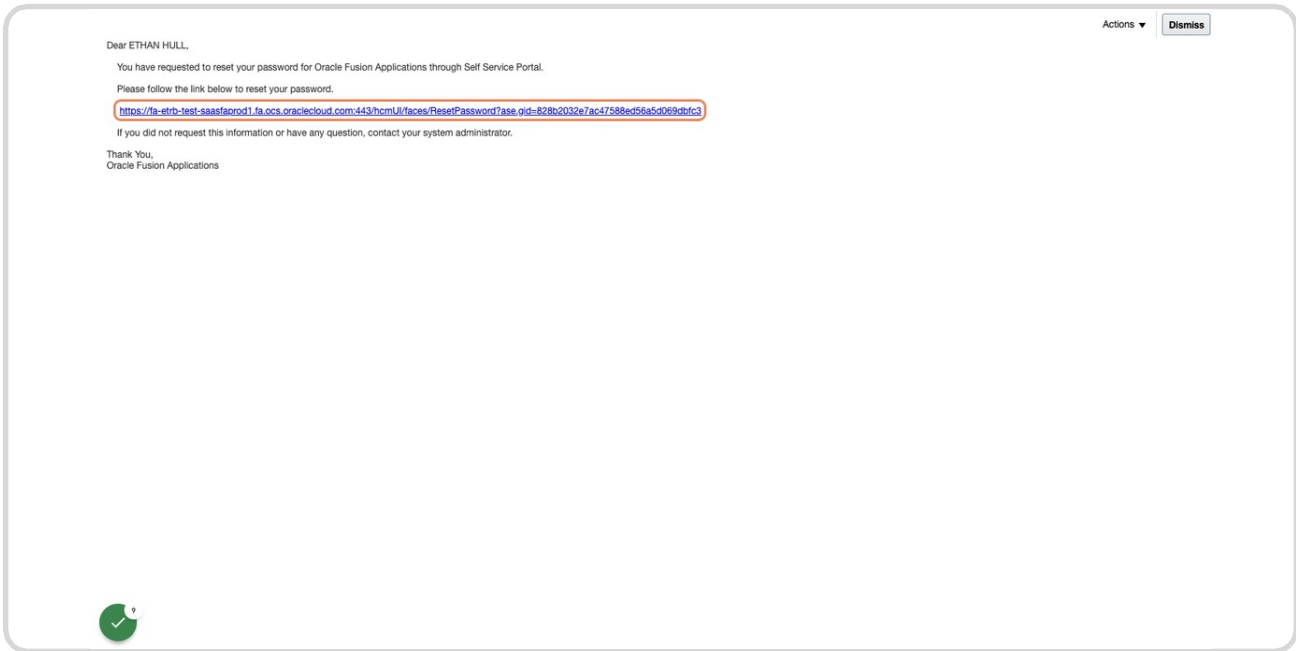 Actions ▼ Dismiss
Dear ETHAN HULL,
You have requested to reset your password for Oracle Fusion Applications through Self Service Portal.
Please follow the link below to reset your password.
https://fa-etrb-test-saasfaprod1.fa.ocs.oraclecloud.com:443/hcmUI/faces/ResetPassword?ase.gid=828b2032e7ac47588ed56a5d069dbfc3
If you did not request this information or have any question, contact your system administrator.
Thank You,
Oracle Fusion Applications
9